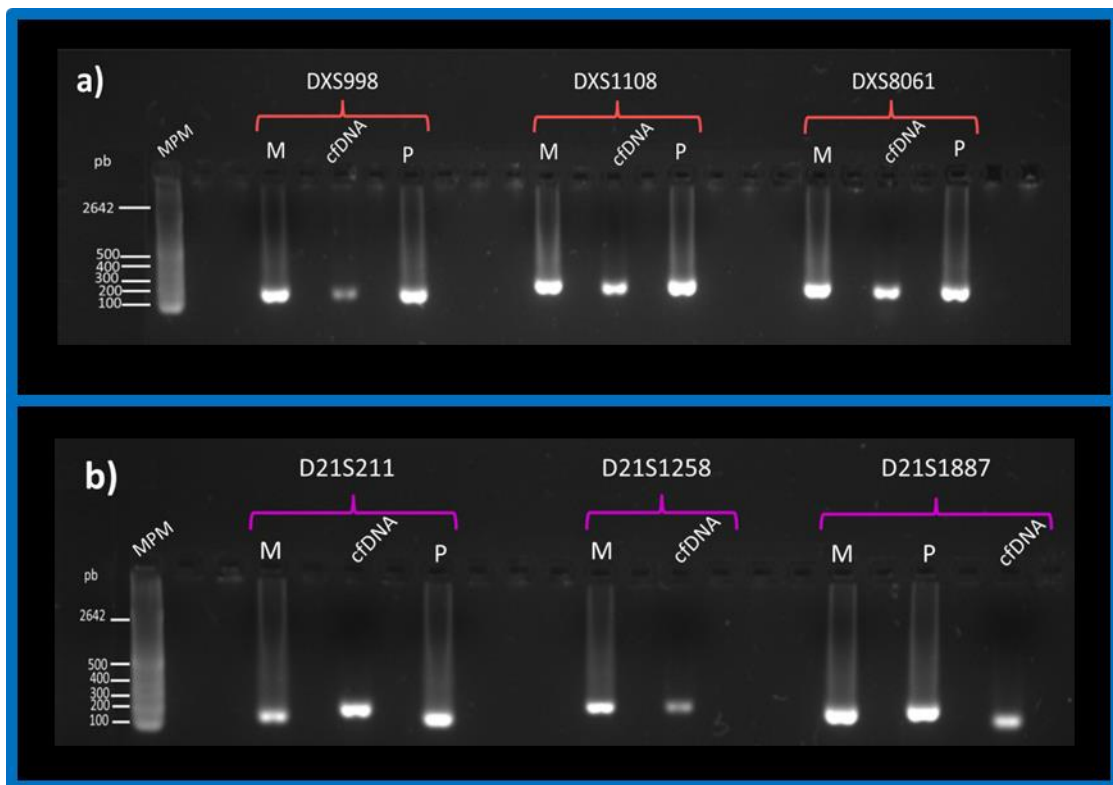 a)
DXS998 DXS1108 DXS8061
MPM M cfDNA P M cfDNA P M cfDNA P
pb
2642
500
400
300
200
100
b)
D21S211 D21S1258 D21S1887
MPM M cfDNA P M cfDNA M P cfDNA
pb
2642
500
400
300
200
100